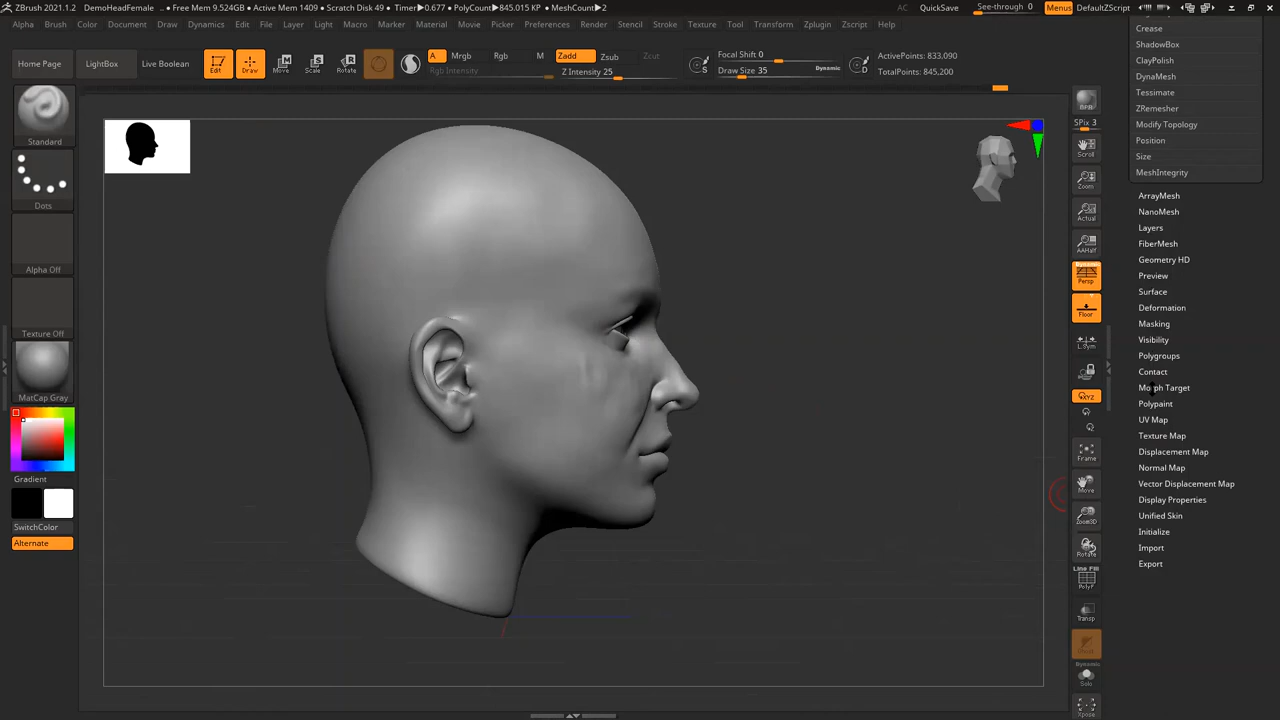 ZBrush 2021.1.2 DemoHeadFemale .. • Free Mem 9.524GB • Active Mem 1409 • Scratch Disk 49 • Timer▶0.677 • PolyCount▶845.015 KP • MeshCount▶2 AC QuickSave See-through 0 Menus DefaultZScript
Alpha Brush Color Document Draw Dynamics Edit File Layer Light Macro Marker Material Movie Picker Preferences Render Stencil Stroke Texture Tool Transform Zplugin Zscript Help
Home Page LightBox Live Boolean Edit Draw Move Scale Rotate
A Mrgb Rgb M Zadd Zsub Zcut
Rgb Intensity Z Intensity 25
Focal Shift 0
Draw Size 35 Dynamic
S D
ActivePoints: 833,090
TotalPoints: 845,200
Standard
Dots
Alpha Off
Texture Off
MatCap Gray
Gradient
SwitchColor
Alternate
BPR
SPix 3
Scroll
Zoom
Actual
AAHalf
Dynamic
Persp
Floor
L.Sym
XYZ
Frame
Move
Zoom3D
Rotate
Line Fill
PolyF
Transp
Dynamic
Solo
Xpose
Crease
ShadowBox
ClayPolish
DynaMesh
Tessimate
ZRemesher
Modify Topology
Position
Size
MeshIntegrity
ArrayMesh
NanoMesh
Layers
FiberMesh
Geometry HD
Preview
Surface
Deformation
Masking
Visibility
Polygroups
Contact
Morph Target
Polypaint
UV Map
Texture Map
Displacement Map
Normal Map
Vector Displacement Map
Display Properties
Unified Skin
Initialize
Import
Export